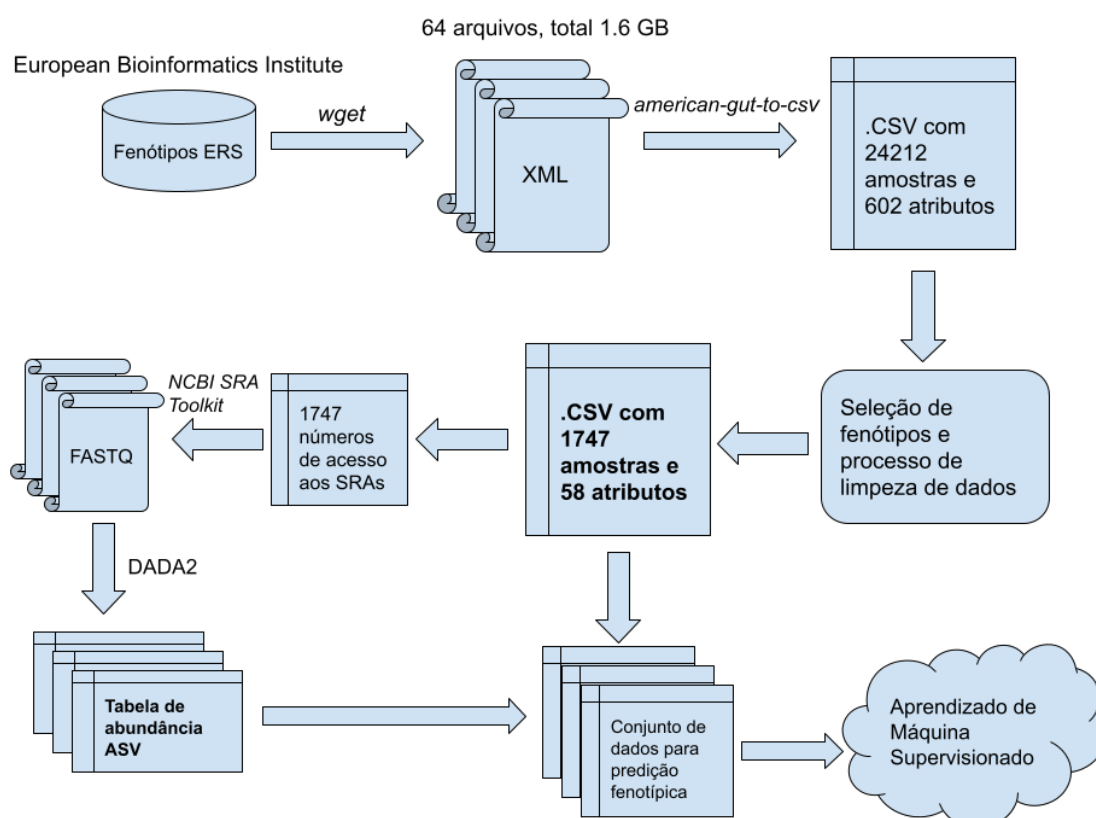 64 arquivos, total 1.6 GB
European Bioinformatics Institute
Fenótipos ERS
wget
XML
american-gut-to-csv
.CSV com
24212
amostras e
602 atributos
Seleção de
fenótipos e
processo de
limpeza de dados
.CSV com
1747
amostras e
58 atributos
1747
números
de acesso
aos SRAs
NCBI SRA
Toolkit
FASTQ
DADA2
Tabela de
abundância
ASV
Conjunto de
dados para
predição
fenotípica
Aprendizado de
Máquina
Supervisionado